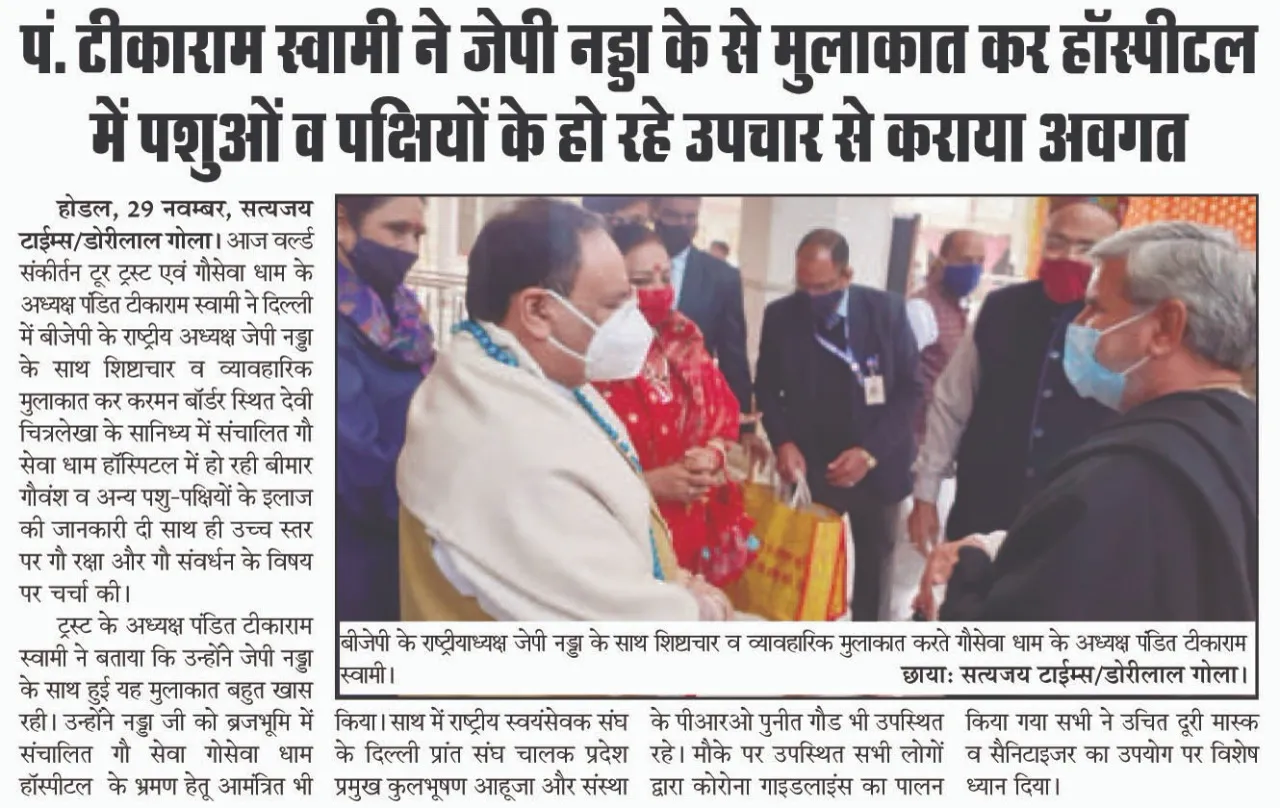 पं. टीकाराम स्वामी ने जेपी नड्डा के से मुलाकात कर हॉस्पीटल
में पशुओं व पक्षियों के हो रहे उपचार से कराया अवगत
होडल, 29 नवम्बर, सत्यजय
टाईम्स/डोरीलाल गोला। आज वर्ल्ड
संकीर्तन टूर ट्रस्ट एवं गौसेवा धाम के
अध्यक्ष पंडित टीकाराम स्वामी ने दिल्ली
में बीजेपी के राष्ट्रीय अध्यक्ष जेपी नड्डा
के साथ शिष्टाचार व व्यावहारिक
मुलाकात कर करमन बॉर्डर स्थित देवी
चित्रलेखा के सानिध्य में संचालित गौ
सेवा धाम हॉस्पिटल में हो रही बीमार
गौवंश व अन्य पशु-पक्षियों के इलाज
की जानकारी दी साथ ही उच्च स्तर
पर गौ रक्षा और गौ संवर्धन के विषय
पर चर्चा की।
ट्रस्ट के अध्यक्ष पंडित टीकाराम
स्वामी ने बताया कि उन्होंने जेपी नड्डा
के साथ हुई यह मुलाकात बहुत खास
रही। उन्होंने नड्डा जी को ब्रजभूमि में
संचालित गौ सेवा गोसेवा धाम
हॉस्पीटल के भ्रमण हेतू आमंत्रित भी
बीजेपी के राष्ट्रीयाध्यक्ष जेपी नड्डा के साथ शिष्टाचार व व्यावहारिक मुलाकात करते गौसेवा धाम के अध्यक्ष पंडित टीकाराम
स्वामी। छायाः सत्यजय टाईम्स/डोरीलाल गोला।
किया। साथ में राष्ट्रीय स्वयंसेवक संघ
के दिल्ली प्रांत संघ चालक प्रदेश
प्रमुख कुलभूषण आहूजा और संस्था
के पीआरओ पुनीत गौड भी उपस्थित
रहे। मौके पर उपस्थित सभी लोगों
द्वारा कोरोना गाइडलाइंस का पालन
किया गया सभी ने उचित दूरी मास्क
व सैनिटाइजर का उपयोग पर विशेष
ध्यान दिया।